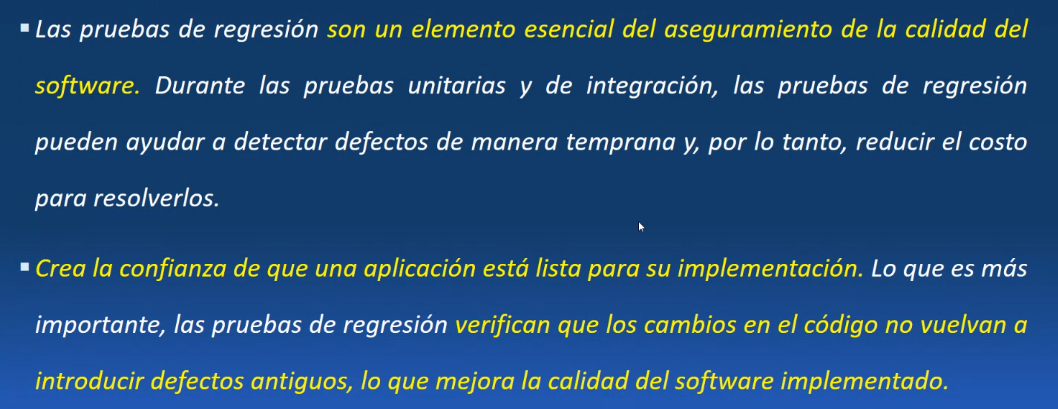 ▪ Las pruebas de regresión son un elemento esencial del aseguramiento de la calidad del
software. Durante las pruebas unitarias y de integración, las pruebas de regresión
pueden ayudar a detectar defectos de manera temprana y, por lo tanto, reducir el costo
para resolverlos.
▪ Crea la confianza de que una aplicación está lista para su implementación. Lo que es más
importante, las pruebas de regresión verifican que los cambios en el código no vuelvan a
introducir defectos antiguos, lo que mejora la calidad del software implementado.